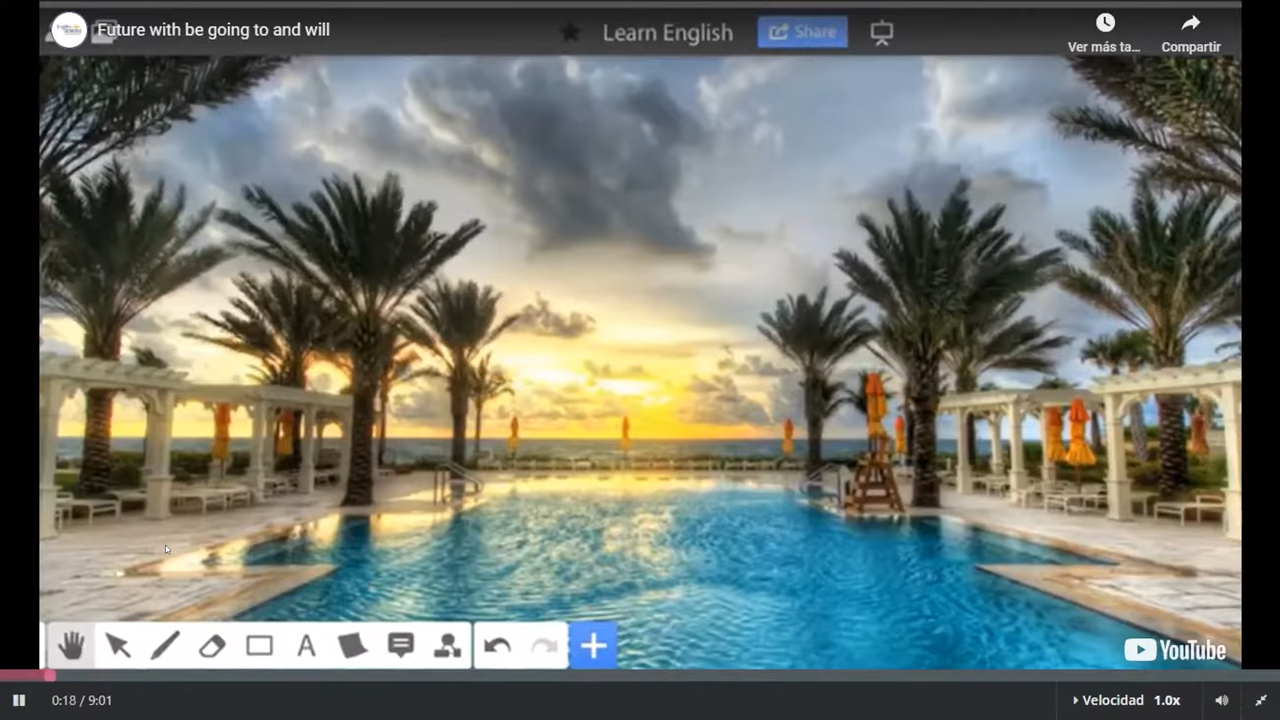 Future with be going to and will
Learn English
Share
Ver más ta...
Compartir
A
YouTube
0:18 / 9:01
Velocidad 1.0x